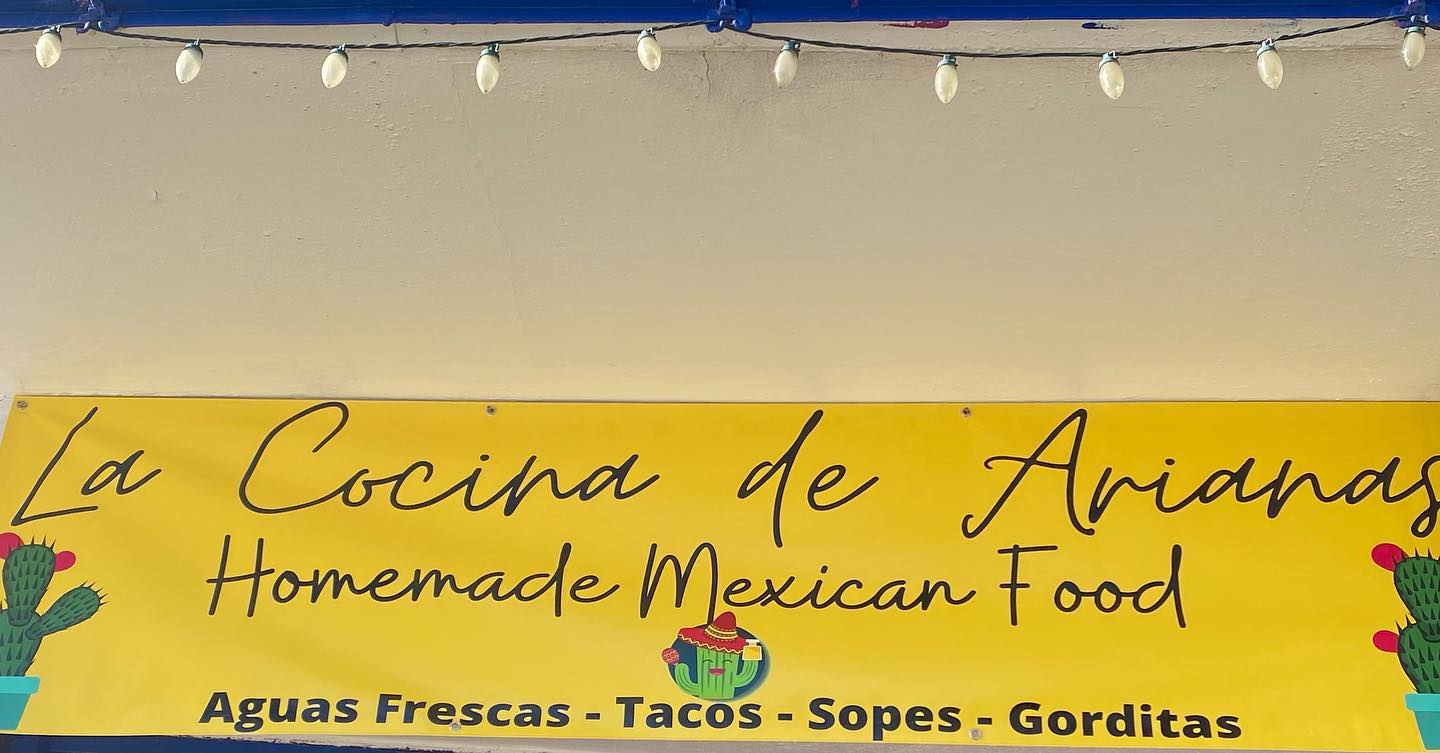 La Cocina de Arianas
Homemade Mexican Food
Aguas Frescas - Tacos - Sopes - Gorditas